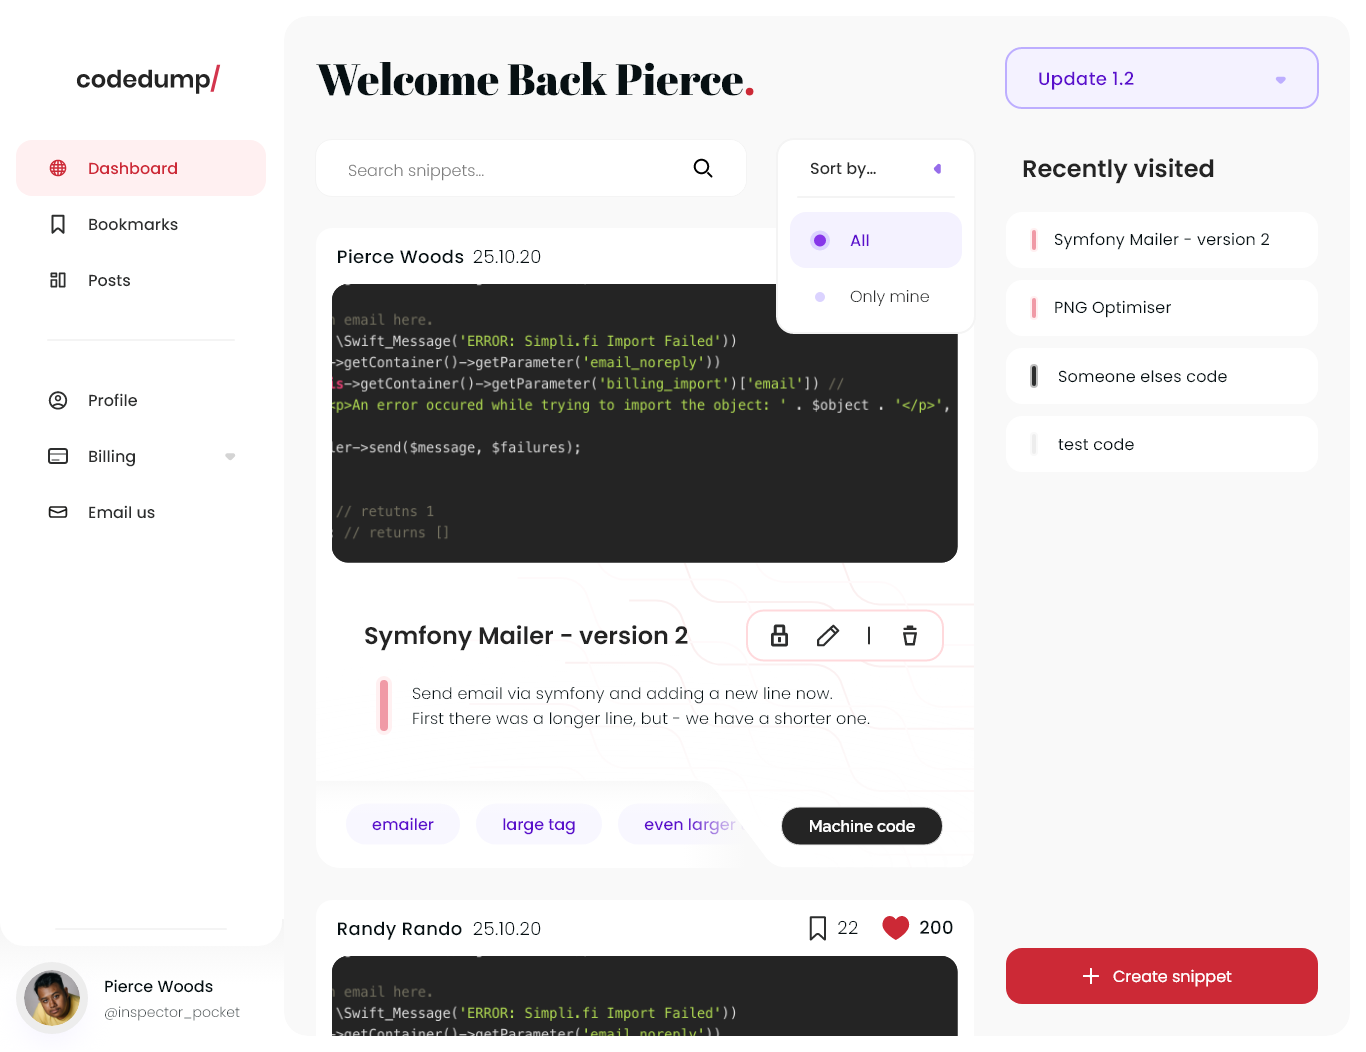 codedump/
Dashboard
Bookmarks
Posts
Profile
Billing
Email us
Pierce Woods
@inspector_pocket
Welcome Back Pierce.
Search snippets...
Sort by...
All
Only mine
Pierce Woods 25.10.20
email here.
\Swift_Message('ERROR: Simpli.fi Import Failed'))
->getContainer()->getParameter('email_noreply'))
is->getContainer()->getParameter('billing_import')['email']) //
<p>An error occured while trying to import the object: ' . $object . '</p>',
ler->send($message, $failures);
// retutns 1
; // returns []
Symfony Mailer - version 2
Send email via symfony and adding a new line now.
First there was a longer line, but - we have a shorter one.
emailer
large tag
even larger
Machine code
Randy Rando 25.10.20
22
200
email here.
\Swift_Message('ERROR: Simpli.fi Import Failed'))
->getContainer()->getParameter('email_noreply'))
Update 1.2
Recently visited
Symfony Mailer - version 2
PNG Optimiser
Someone elses code
test code
Create snippet